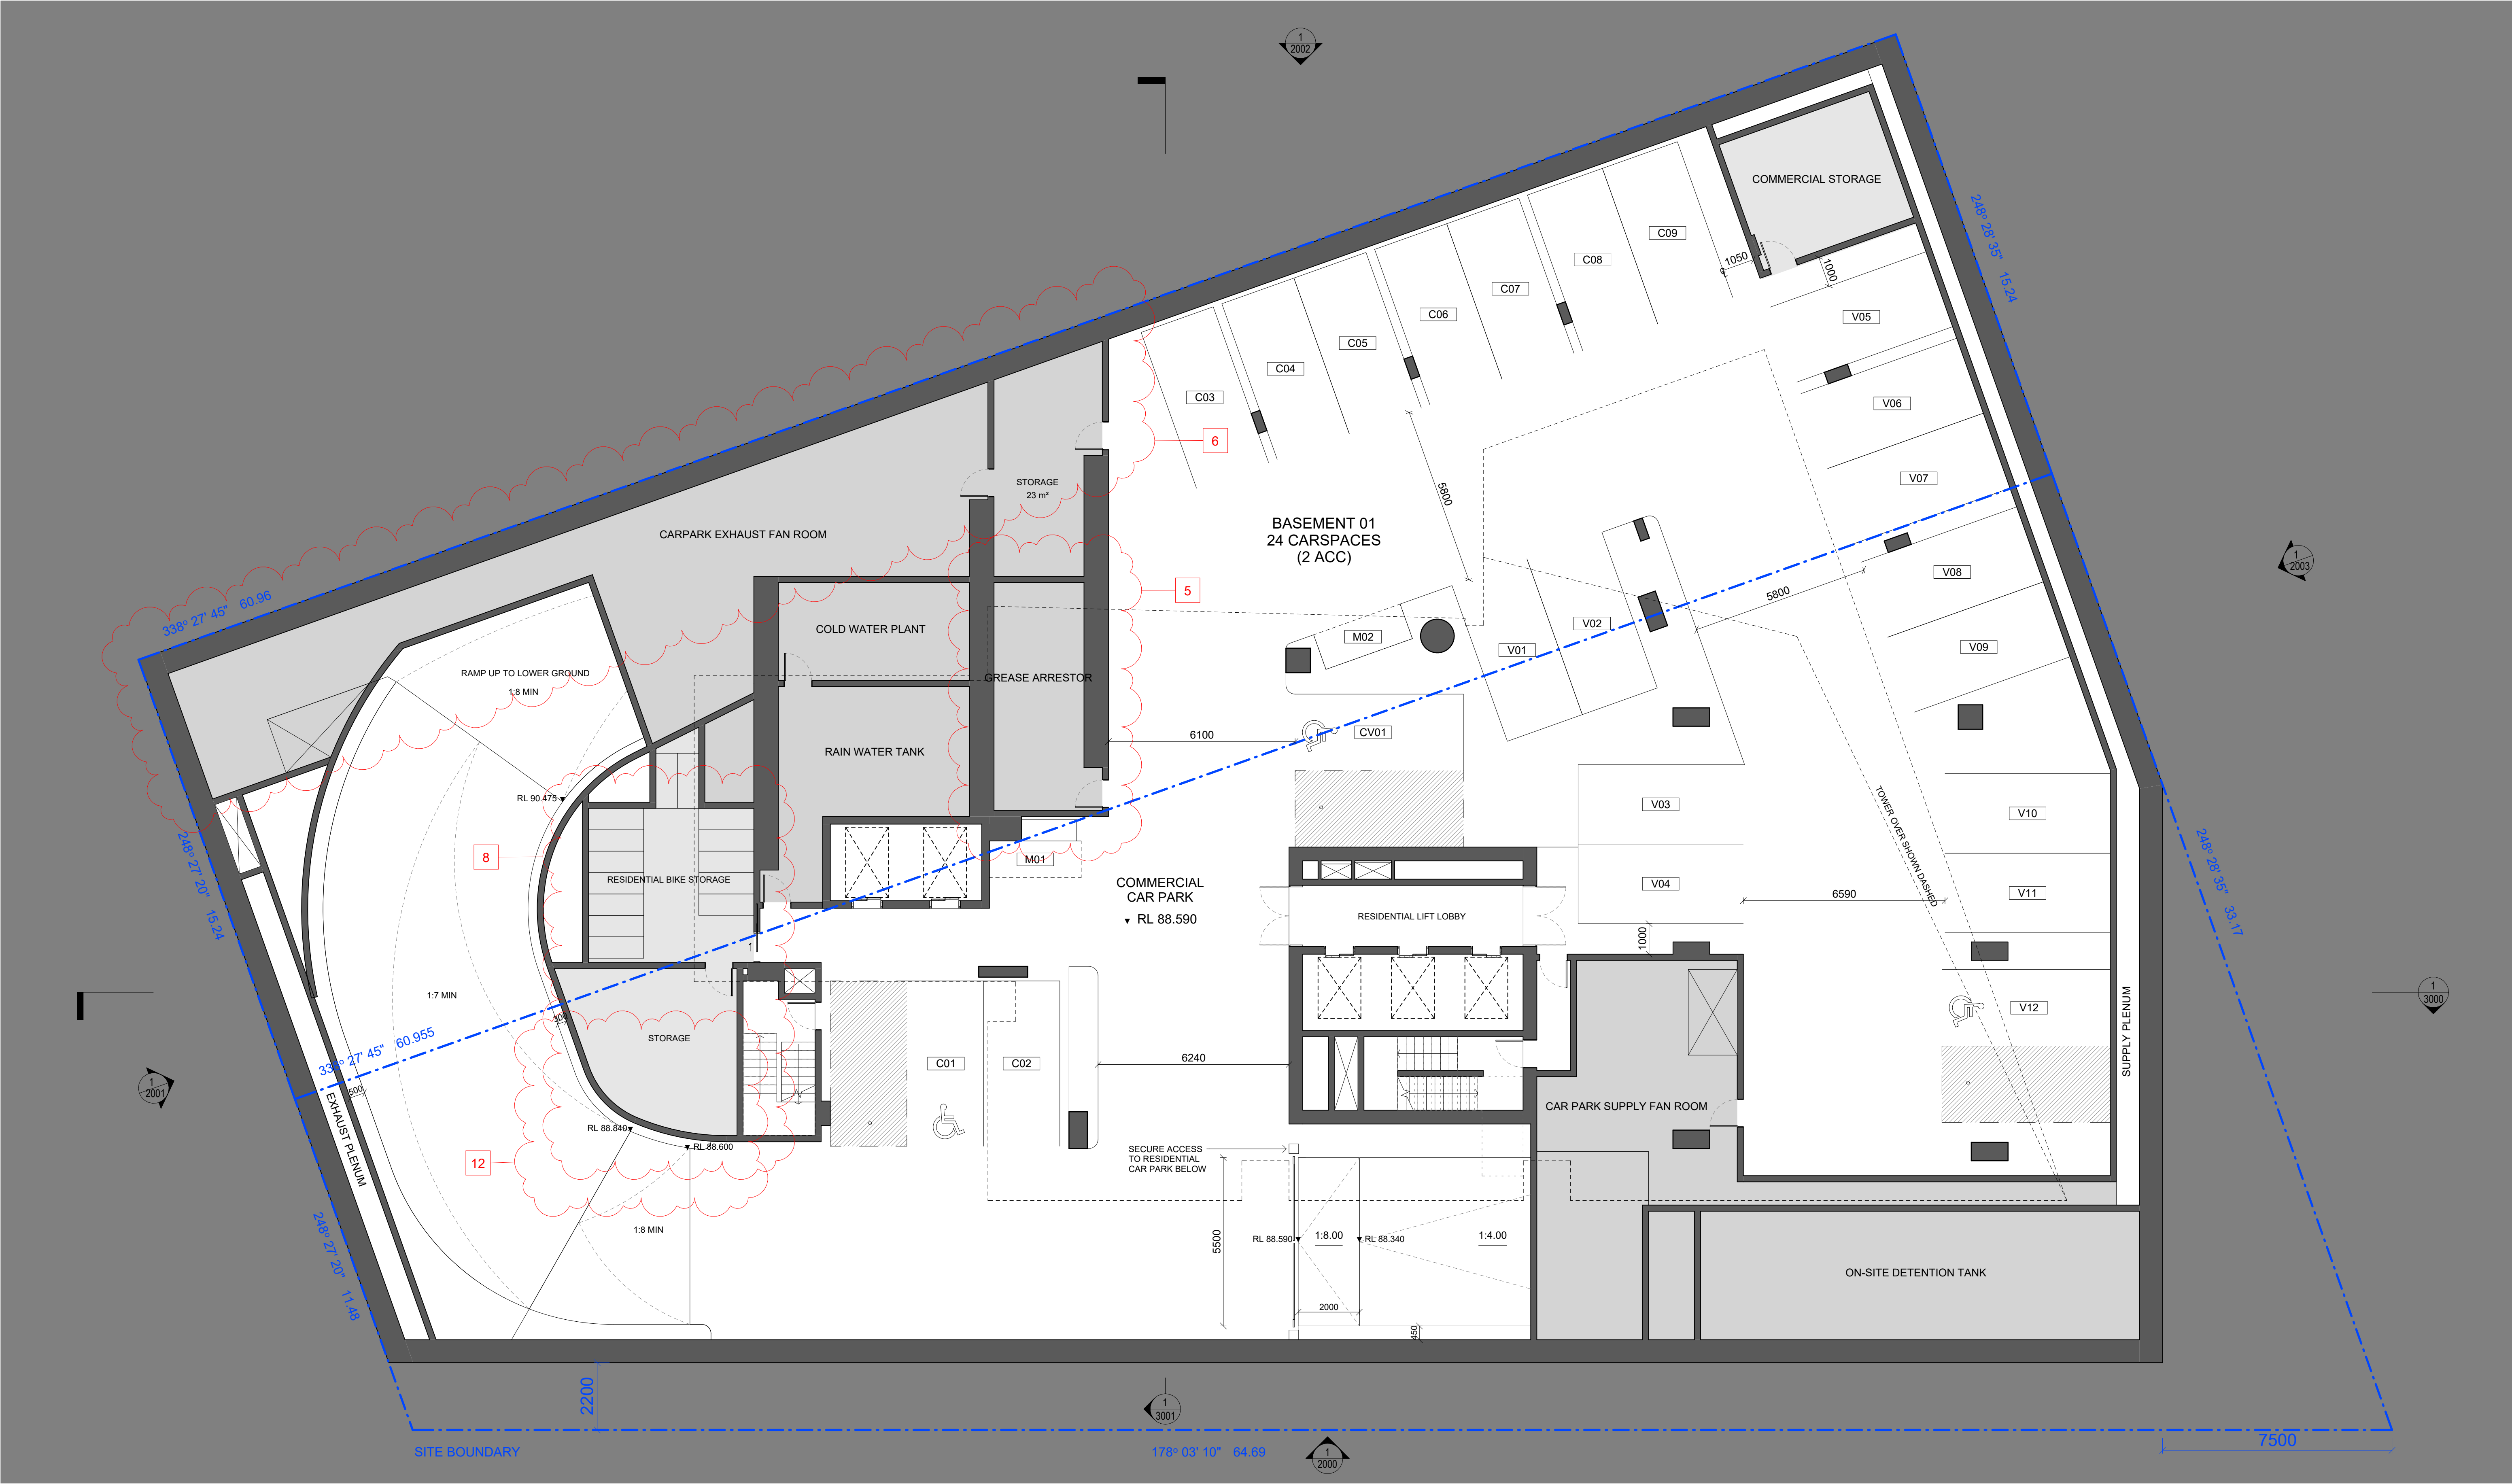 1
2002
COMMERCIAL STORAGE
248° 28' 35"   15.24
C09
1050
1000
C08
C07
C06
V05
C05
C04
C03
V06
6
STORAGE
23 m²
V07
5800
BASEMENT 01
24 CARSPACES
(2 ACC)
CARPARK EXHAUST FAN ROOM
1
2003
V08
5
5800
338° 27' 45"   60.96
COLD WATER PLANT
M02
V02
V01
V09
RAMP UP TO LOWER GROUND
1:8 MIN
GREASE ARRESTOR
6100
CV01
RAIN WATER TANK
RL 90.475
V03
V10
TOWER OVER SHOWN DASHED
8
M01
RESIDENTIAL BIKE STORAGE
COMMERCIAL
CAR PARK
RL 88.590
V04
6590
V11
248° 27' 20"   15.24
248° 28' 35"   33.17
RESIDENTIAL LIFT LOBBY
1000
1
1:7 MIN
1
3000
V12
300
338° 27' 45"   60.955
STORAGE
C01
C02
6240
SUPPLY PLENUM
1
2001
500
EXHAUST PLENUM
CAR PARK SUPPLY FAN ROOM
RL 88.840
RL 88.600
12
SECURE ACCESS
TO RESIDENTIAL
CAR PARK BELOW
1:8 MIN
5500
RL 88.590
1:8.00
RL 88.340
1:4.00
248° 27' 20"   11.48
ON-SITE DETENTION TANK
2000
450
2200
1
3001
SITE BOUNDARY
178° 03' 10"   64.69
1
2000
7500